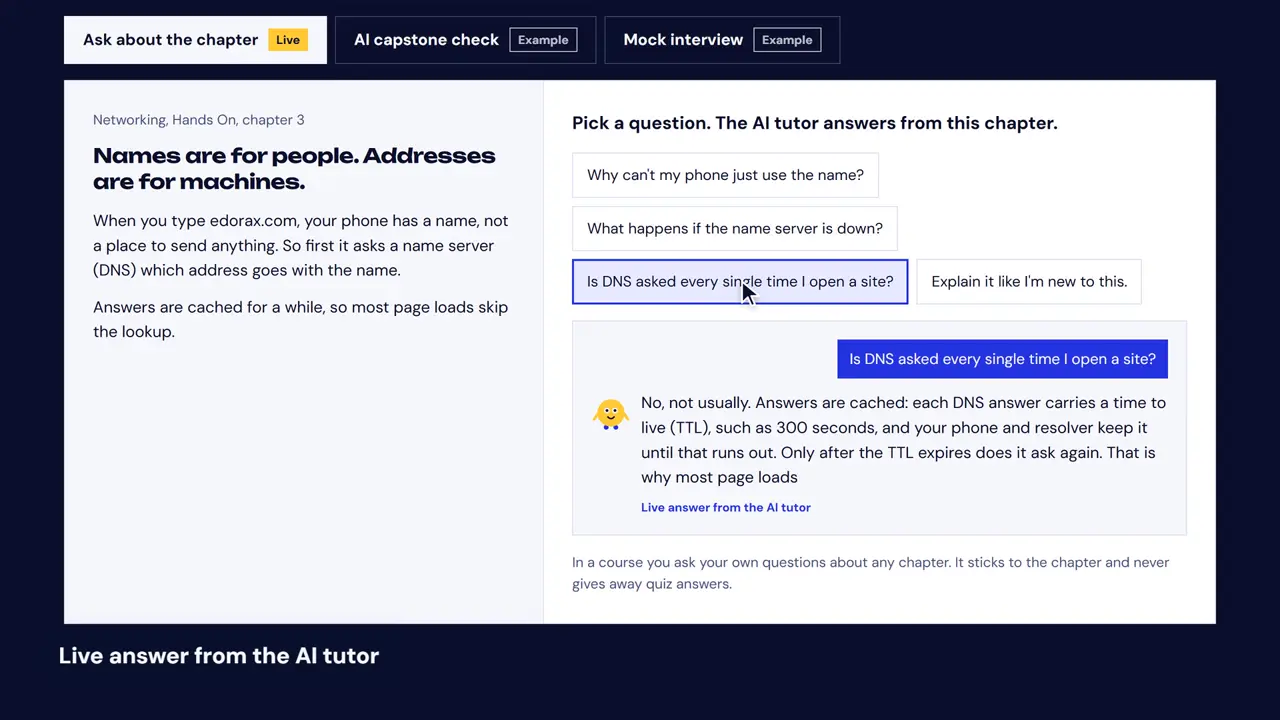 Ask about the chapter Live
AI capstone check Example
Mock interview Example
Networking, Hands On, chapter 3
Names are for people. Addresses
are for machines.
When you type edorax.com, your phone has a name, not
a place to send anything. So first it asks a name server
(DNS) which address goes with the name.
Answers are cached for a while, so most page loads skip
the lookup.
Pick a question. The AI tutor answers from this chapter.
Why can't my phone just use the name?
What happens if the name server is down?
Is DNS asked every single time I open a site?
Explain it like I'm new to this.
Is DNS asked every single time I open a site?
No, not usually. Answers are cached: each DNS answer carries a time to
live (TTL), such as 300 seconds, and your phone and resolver keep it
until that runs out. Only after the TTL expires does it ask again. That is
why most page loads
Live answer from the AI tutor
In a course you ask your own questions about any chapter. It sticks to the chapter and never
gives away quiz answers.
Live answer from the AI tutor